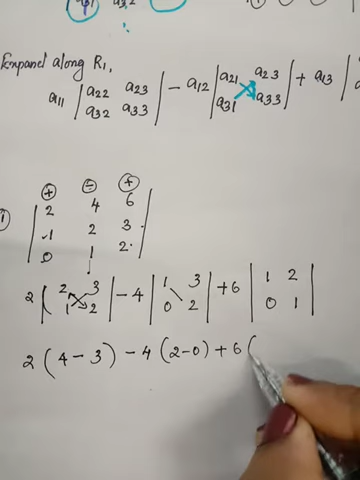 a32
Expand along R1,
a11 | a22 a23 | − a12 | a21 a23 | + a13 |
a32 a33 | a31 a33
+ − +
| 2 4 6 |
| 1 2 3 |
| 0 1 2 |
2 | 2 3 | − 4 | 1 3 | + 6 | 1 2 |
1 2 | 0 2 | 0 1
2 ( 4 − 3 ) − 4 ( 2 − 0 ) + 6 (